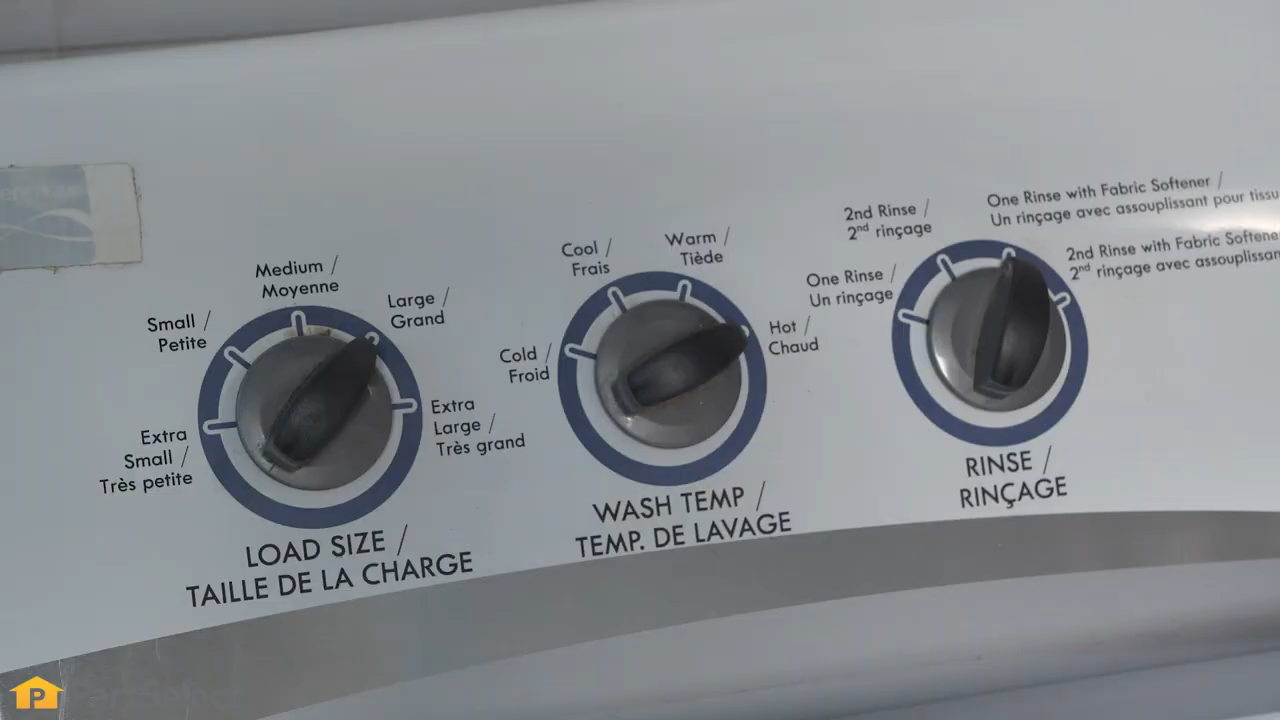 Medium /
Moyenne
Small /
Petite
Large /
Grand
Extra
Small /
Très petite
Extra
Large /
Très grand
LOAD SIZE /
TAILLE DE LA CHARGE
Cool /
Frais
Warm /
Tiède
Cold /
Froid
Hot /
Chaud
WASH TEMP /
TEMP. DE LAVAGE
2nd Rinse /
2nd rinçage
One Rinse with Fabric Softener /
Un rinçage avec assouplissant pour tissu
One Rinse /
Un rinçage
2nd Rinse with Fabric Softene
2nd rinçage avec assouplissan
RINSE /
RINÇAGE
P